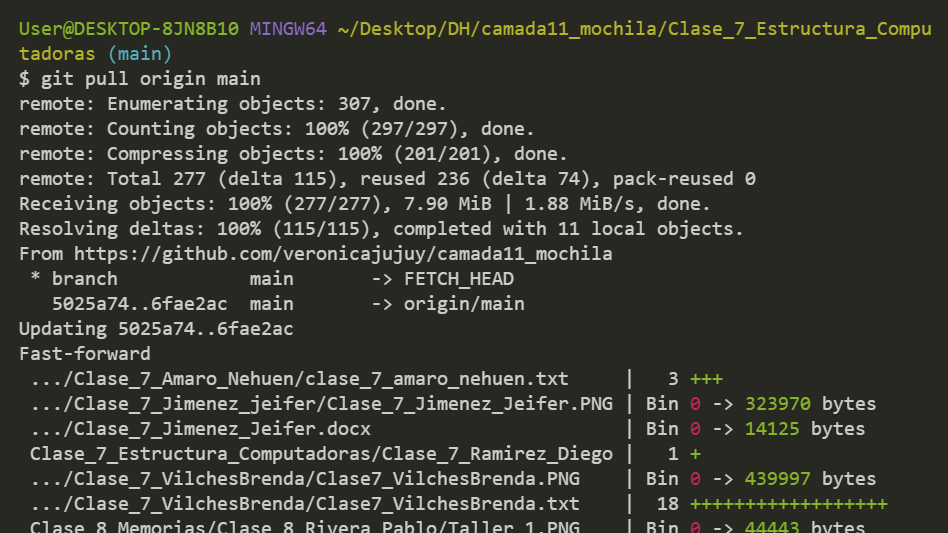 User@DESKTOP-8JN8B10 MINGW64 ~/Desktop/DH/camada11_mochila/Clase_7_Estructura_Compu
tadoras (main)
$ git pull origin main
remote: Enumerating objects: 307, done.
remote: Counting objects: 100% (297/297), done.
remote: Compressing objects: 100% (201/201), done.
remote: Total 277 (delta 115), reused 236 (delta 74), pack-reused 0
Receiving objects: 100% (277/277), 7.90 MiB | 1.88 MiB/s, done.
Resolving deltas: 100% (115/115), completed with 11 local objects.
From https://github.com/veronicajujuy/camada11_mochila
 * branch            main       -> FETCH_HEAD
   5025a74..6fae2ac  main       -> origin/main
Updating 5025a74..6fae2ac
Fast-forward
 .../Clase_7_Amaro_Nehuen/clase_7_amaro_nehuen.txt     |   3 +++
 .../Clase_7_Jimenez_jeifer/Clase_7_Jimenez_Jeifer.PNG | Bin 0 -> 323970 bytes
 .../Clase_7_Jimenez_Jeifer.docx                       | Bin 0 -> 14125 bytes
 Clase_7_Estructura_Computadoras/Clase_7_Ramirez_Diego |   1 +
 .../Clase_7_VilchesBrenda/Clase7_VilchesBrenda.PNG    | Bin 0 -> 439997 bytes
 .../Clase_7_VilchesBrenda/Clase7_VilchesBrenda.txt    |  18 ++++++++++++++++++
 Clase_8_Memorias/Clase_8_Rivera_Pablo/Taller_1.PNG    | Bin 0 -> 44443 bytes